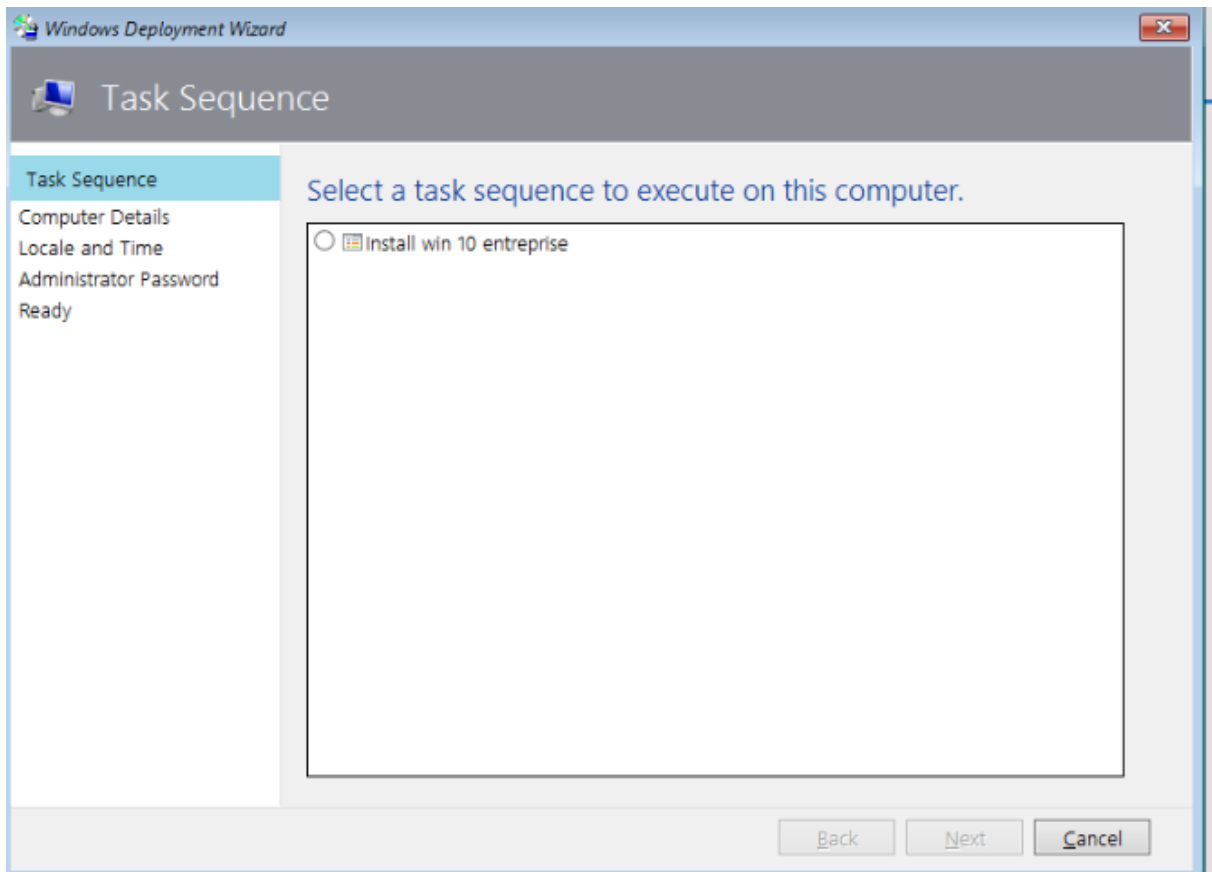 Windows Deployment Wizard
Task Sequence
Task Sequence
Computer Details
Locale and Time
Administrator Password
Ready
Select a task sequence to execute on this computer.
Install win 10 entreprise
Back
Next
Cancel